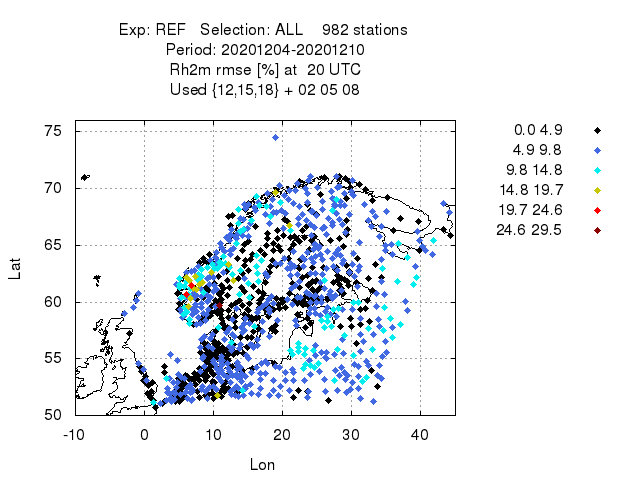 Exp: REF Selection: ALL 982 stations
Period: 20201204-20201210
Rh2m rmse [%] at 20 UTC
Used {12,15,18} + 02 05 08
75
70
65
60
55
50
Lat
-10 0 10 20 30 40
Lon
0.0 4.9
4.9 9.8
9.8 14.8
14.8 19.7
19.7 24.6
24.6 29.5